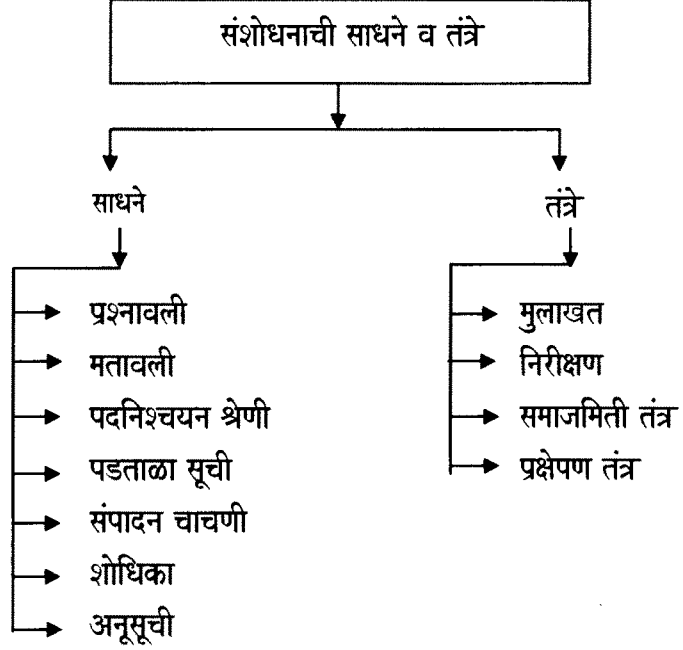 संशोधनाची साधने व तंत्रे
साधने
प्रश्नावली
मतावली
पदनिश्चयन श्रेणी
पडताळा सूची
संपादन चाचणी
शोधिका
अनूसूची
तंत्रे
मुलाखत
निरीक्षण
समाजमिती तंत्र
प्रक्षेपण तंत्र